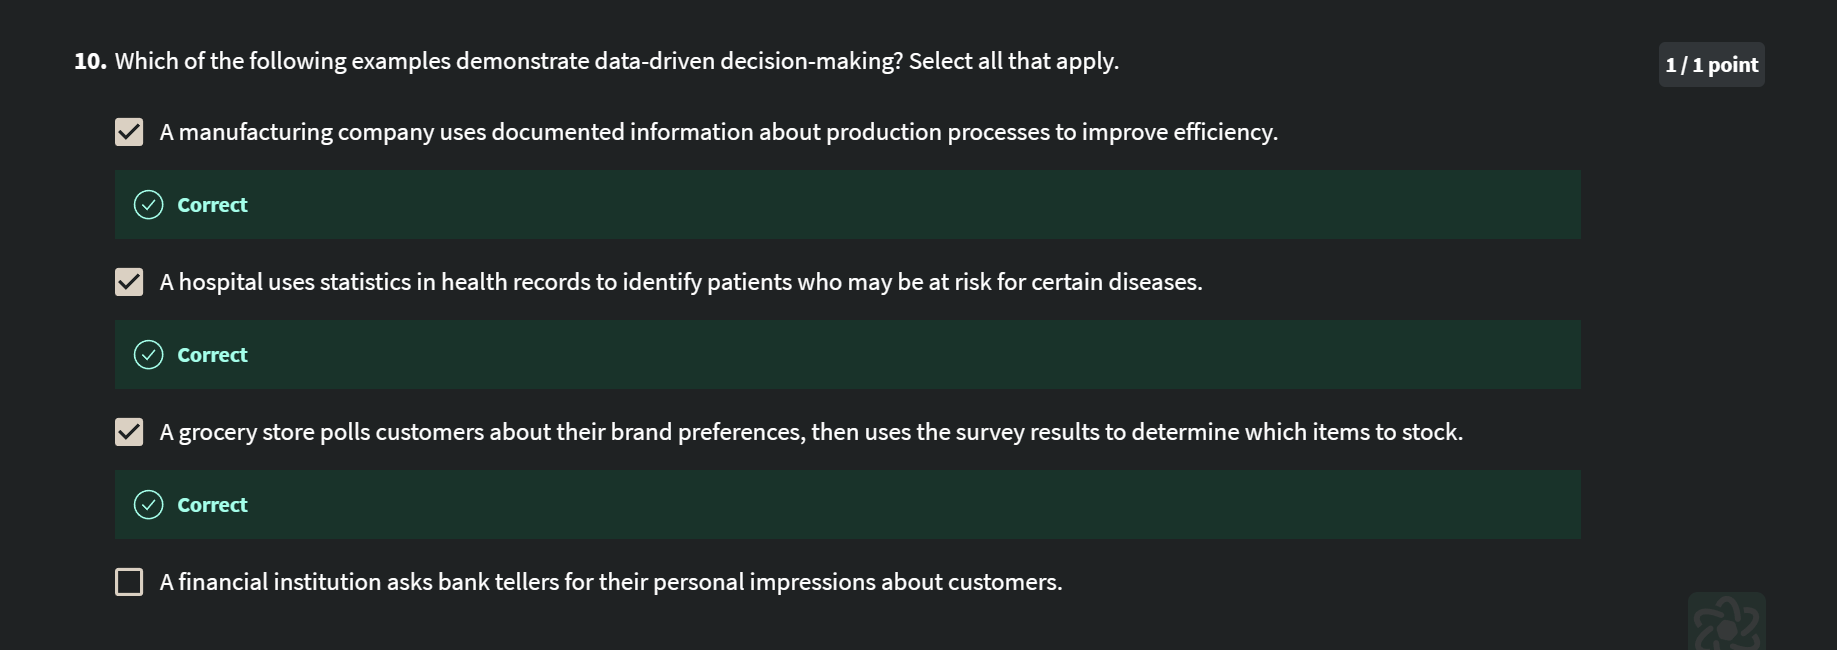 10. Which of the following examples demonstrate data-driven decision-making? Select all that apply.
1 / 1 point
A manufacturing company uses documented information about production processes to improve efficiency.
Correct
A hospital uses statistics in health records to identify patients who may be at risk for certain diseases.
Correct
A grocery store polls customers about their brand preferences, then uses the survey results to determine which items to stock.
Correct
A financial institution asks bank tellers for their personal impressions about customers.